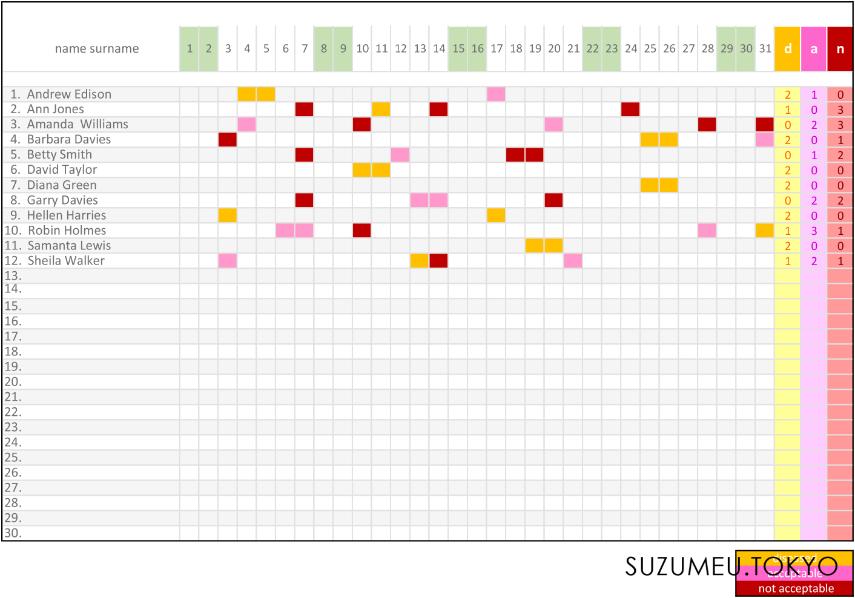 name surname 1 2 3 4 5 6 7 8 9 10 11 12 13 14 15 16 17 18 19 20 21 22 23 24 25 26 27 28 29 30 31 d a n
1. Andrew Edison 2 1 0
2. Ann Jones 1 0 3
3. Amanda Williams 0 2 3
4. Barbara Davies 2 0 1
5. Betty Smith 0 1 2
6. David Taylor 2 0 0
7. Diana Green 2 0 0
8. Garry Davies 0 2 2
9. Hellen Harries 2 0 0
10. Robin Holmes 1 3 1
11. Samanta Lewis 2 0 0
12. Sheila Walker 1 2 1
13.
14.
15.
16.
17.
18.
19.
20.
21.
22.
23.
24.
25.
26.
27.
28.
29.
30.
SUZUMEU.TOKYO
acceptable
not acceptable